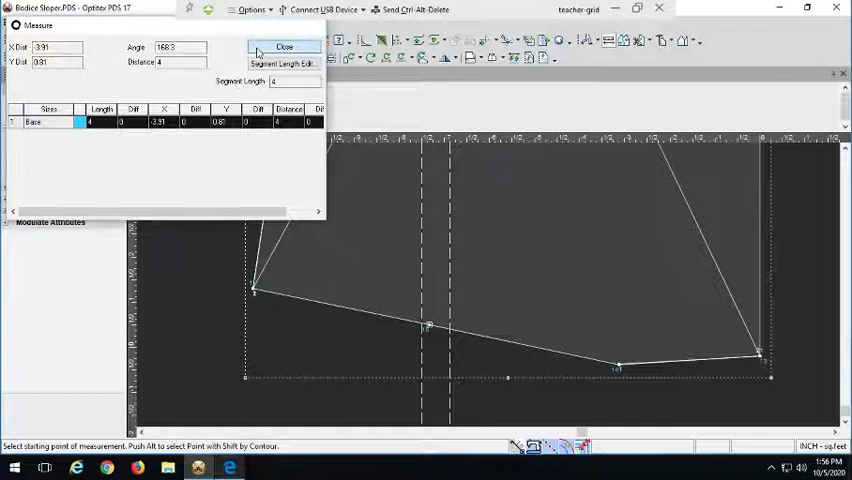 Bodice Sloper.PDS - Optitex PDS 17
Options
Connect USB Device
Send Ctrl-Alt-Delete
teacher-grid
Measure
X Dist -3.91 Angle 168.3 Close
Y Dist 0.81 Distance 4 Segment Length Edit...
Segment Length 4
Sizes Length Diff X Diff Y Diff Distance Dif
1 Base 4 0 -3.91 0 0.81 0 4 0
Modulate Attributes
Select starting point of measurement. Push Alt to select Point with Shift by Contour.
INCH - sq.feet
1:56 PM
10/5/2020